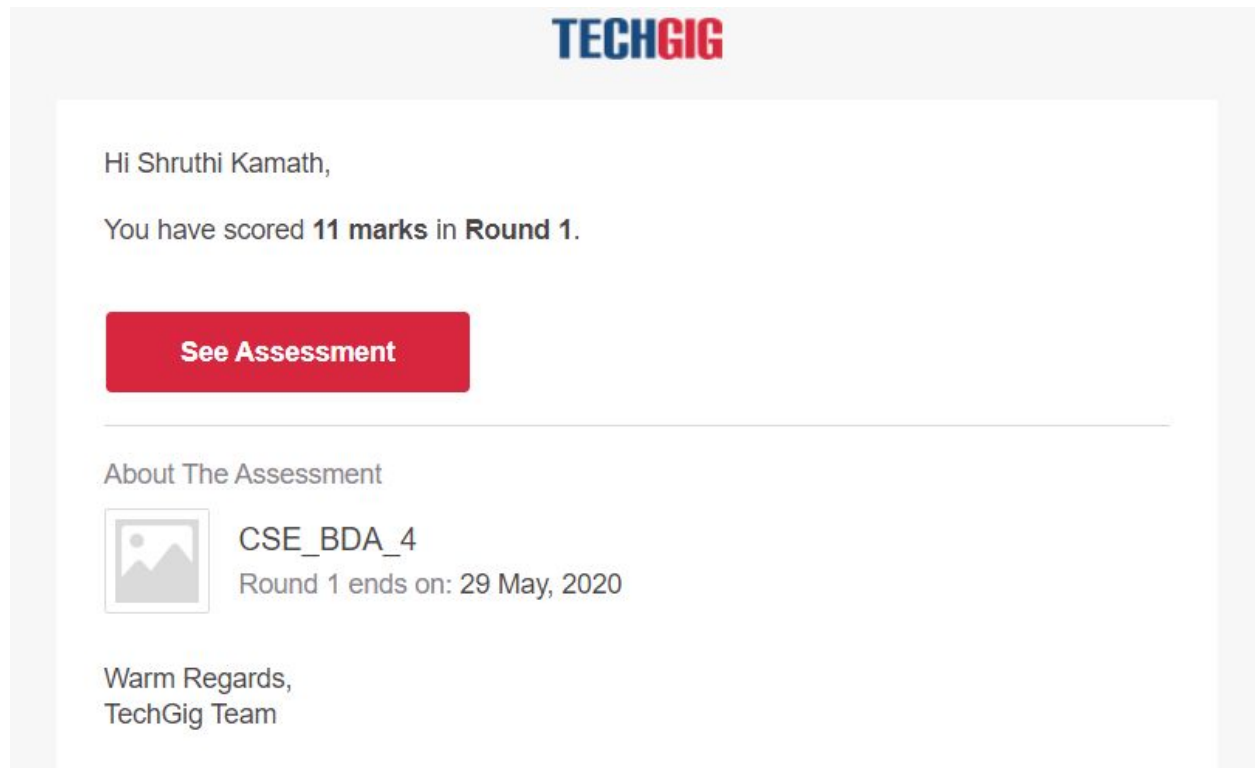 TECHGIG
Hi Shruthi Kamath,
You have scored 11 marks in Round 1.
See Assessment
About The Assessment
CSE_BDA_4
Round 1 ends on: 29 May, 2020
Warm Regards,
TechGig Team